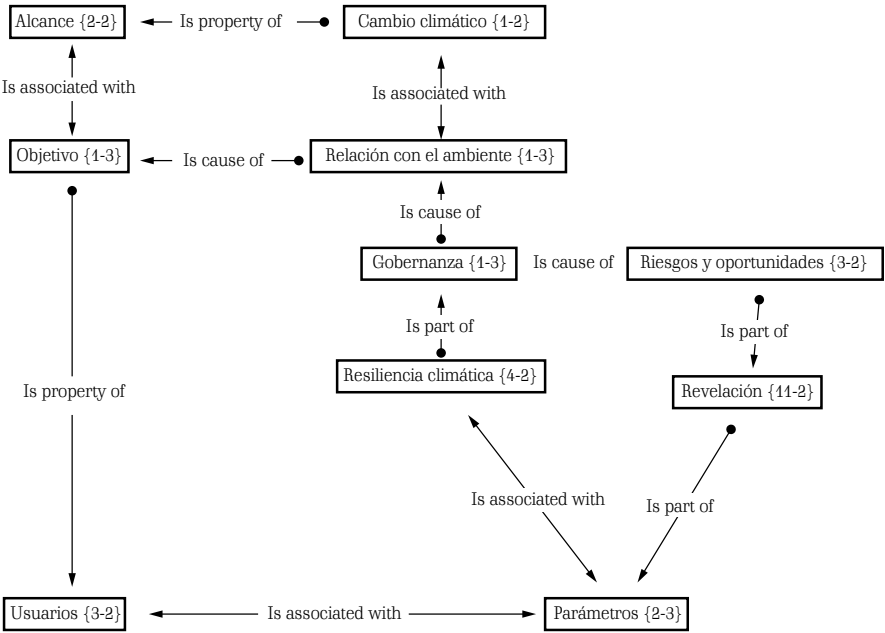 Alcance {2-2}
Is property of
Cambio climático {1-2}
Is associated with
Is associated with
Objetivo {1-3}
Is cause of
Relación con el ambiente {1-3}
Is cause of
Gobernanza {1-3}
Is cause of
Riesgos y oportunidades {3-2}
Is part of
Is part of
Resiliencia climática {4-2}
Is property of
Revelación {11-2}
Is associated with
Is part of
Usuarios {3-2}
Is associated with
Parámetros {2-3}